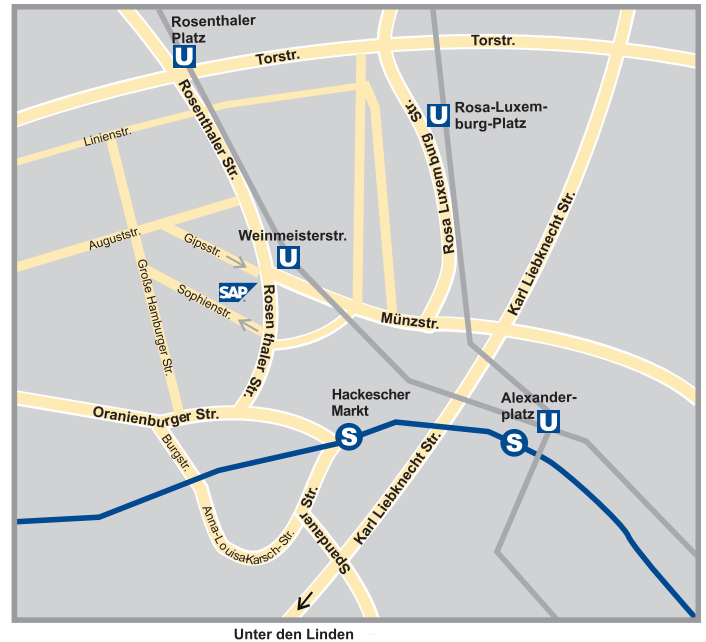 Rosenthaler
Platz
U
Torstr.
Torstr.
Rosenthaler Str.
U
Rosa-Luxem-
burg-Platz
Rosa Luxemburg Str.
Linienstr.
Karl Liebknecht Str.
Auguststr.
Gipsstr.
Weinmeisterstr.
U
Große Hamburger Str.
Sophienstr.
SAP
Rosen thaler Str.
Münzstr.
Oranienburger Str.
Hackescher
Markt
S
Alexander-
platz
U
S
Burgstr.
Karl Liebknecht Str.
Anna-LouisaKarsch-Str.
Spandauer Str.
Unter den Linden